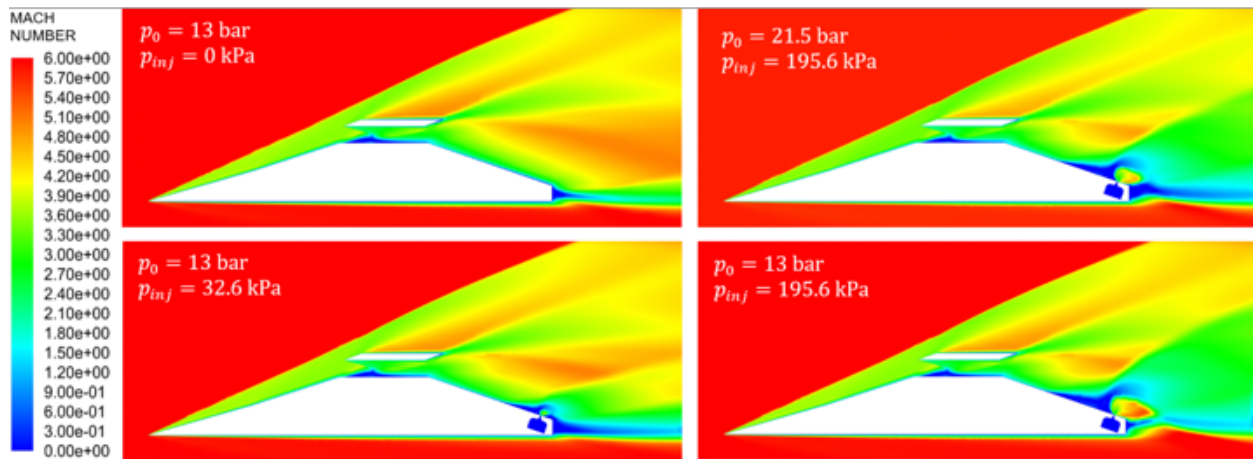 MACH
NUMBER
6.00e+00
5.70e+00
5.40e+00
5.10e+00
4.80e+00
4.50e+00
4.20e+00
3.90e+00
3.60e+00
3.30e+00
3.00e+00
2.70e+00
2.40e+00
2.10e+00
1.80e+00
1.50e+00
1.20e+00
9.00e-01
6.00e-01
3.00e-01
0.00e+00
p₀ = 13 bar
pᵢₙⱼ = 0 kPa
p₀ = 21.5 bar
pᵢₙⱼ = 195.6 kPa
p₀ = 13 bar
pᵢₙⱼ = 32.6 kPa
p₀ = 13 bar
pᵢₙⱼ = 195.6 kPa